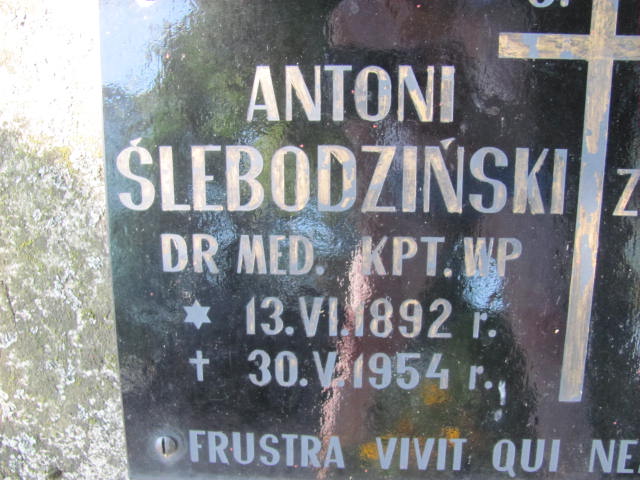 ANTONI
ŚLEBODZIŃSKI
DR MED. KPT. WP
* 13.VI.1892 r.
† 30.V.1954 r.
FRUSTRA VIVIT QUI